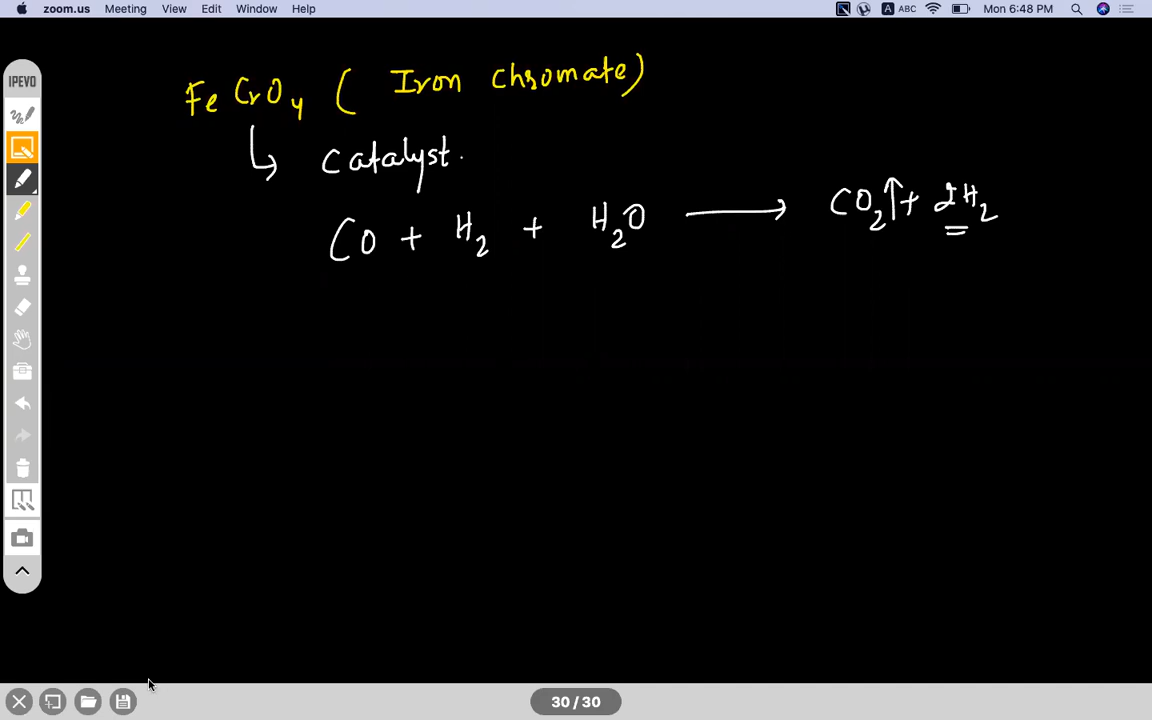 zoom.us Meeting View Edit Window Help
A ABC Mon 6:48 PM
IPEVO
FeCrO4 ( Iron Chromate)
↳ Catalyst.
CO + H2 + H2O ⟶ CO2↑ + 2H2
30 / 30